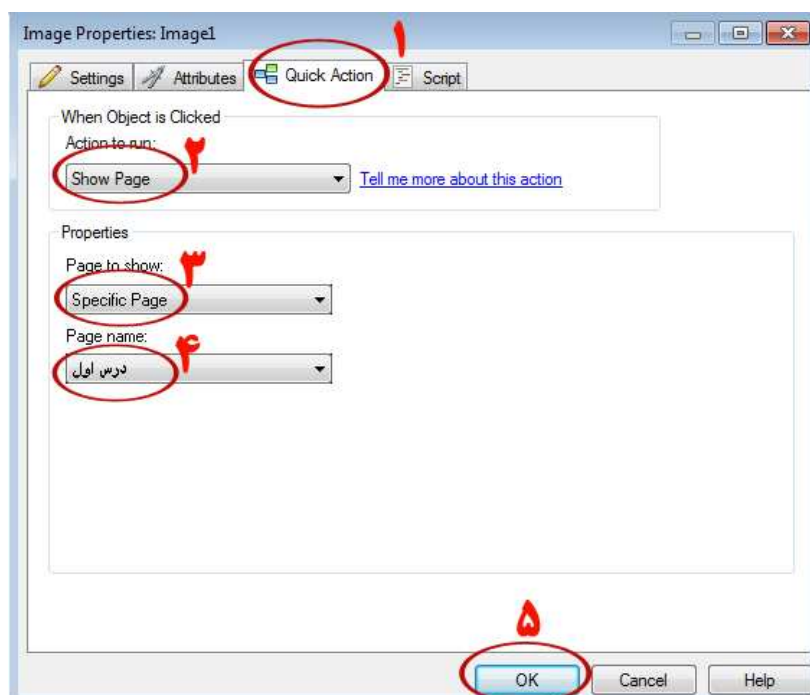 Image Properties: Image1
۱
Settings Attributes Quick Action Script
When Object is Clicked
Action to run:
۲
Show Page Tell me more about this action
Properties
Page to show:
۳
Specific Page
Page name:
۴
درس اول
۵
OK Cancel Help